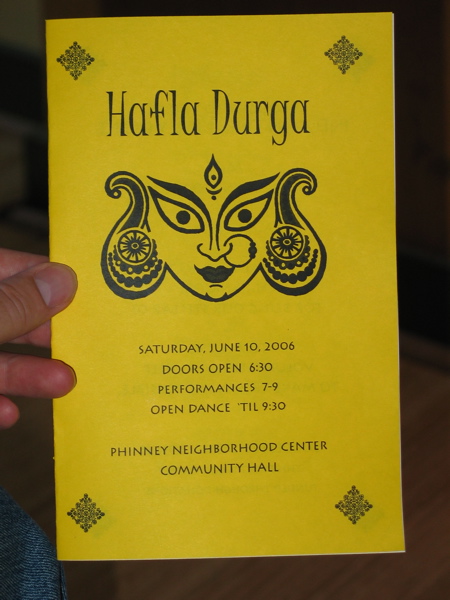 Hafla Durga
SATURDAY, JUNE 10, 2006
DOORS OPEN 6:30
PERFORMANCES 7-9
OPEN DANCE 'TIL 9:30
PHINNEY NEIGHBORHOOD CENTER
COMMUNITY HALL